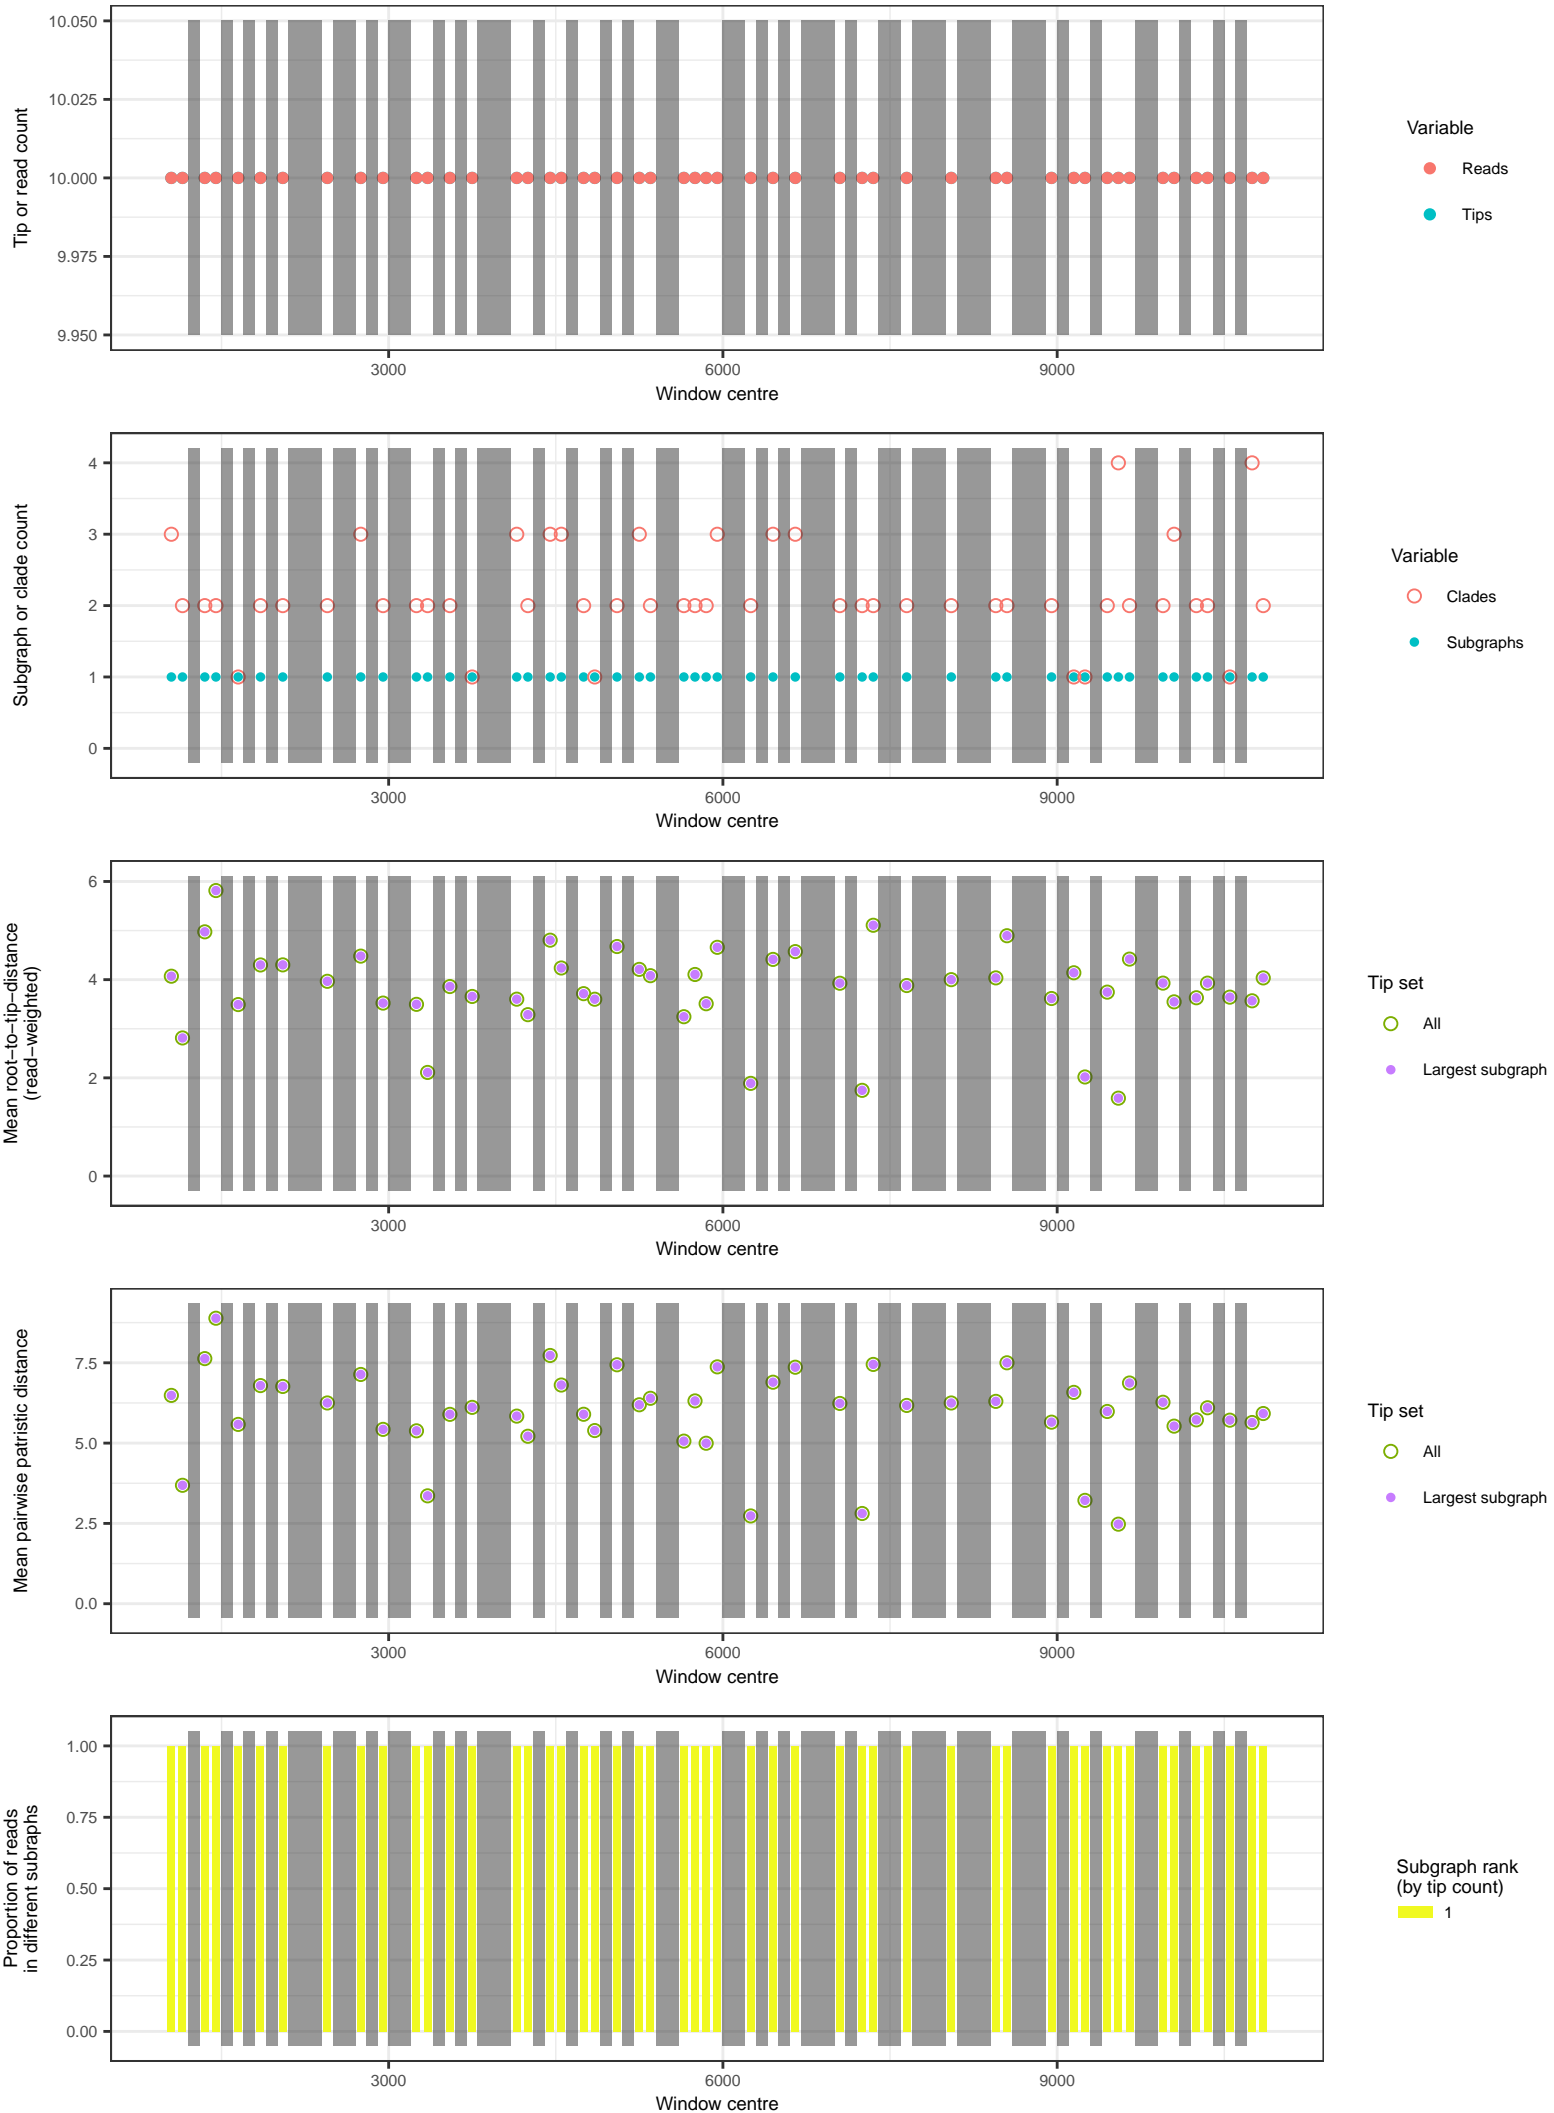 10.050
10.025
10.000
9.975
9.950
Tip or read count
3000 6000 9000
Window centre
Variable
Reads
Tips
4
3
2
1
0
Subgraph or clade count
3000 6000 9000
Window centre
Variable
Clades
Subgraphs
6
4
2
0
Mean root−to−tip−distance
(read−weighted)
3000 6000 9000
Window centre
Tip set
All
Largest subgraph
7.5
5.0
2.5
0.0
Mean pairwise patristic distance
3000 6000 9000
Window centre
Tip set
All
Largest subgraph
1.00
0.75
0.50
0.25
0.00
Proportion of reads
in different subraphs
3000 6000 9000
Window centre
Subgraph rank
(by tip count)
1